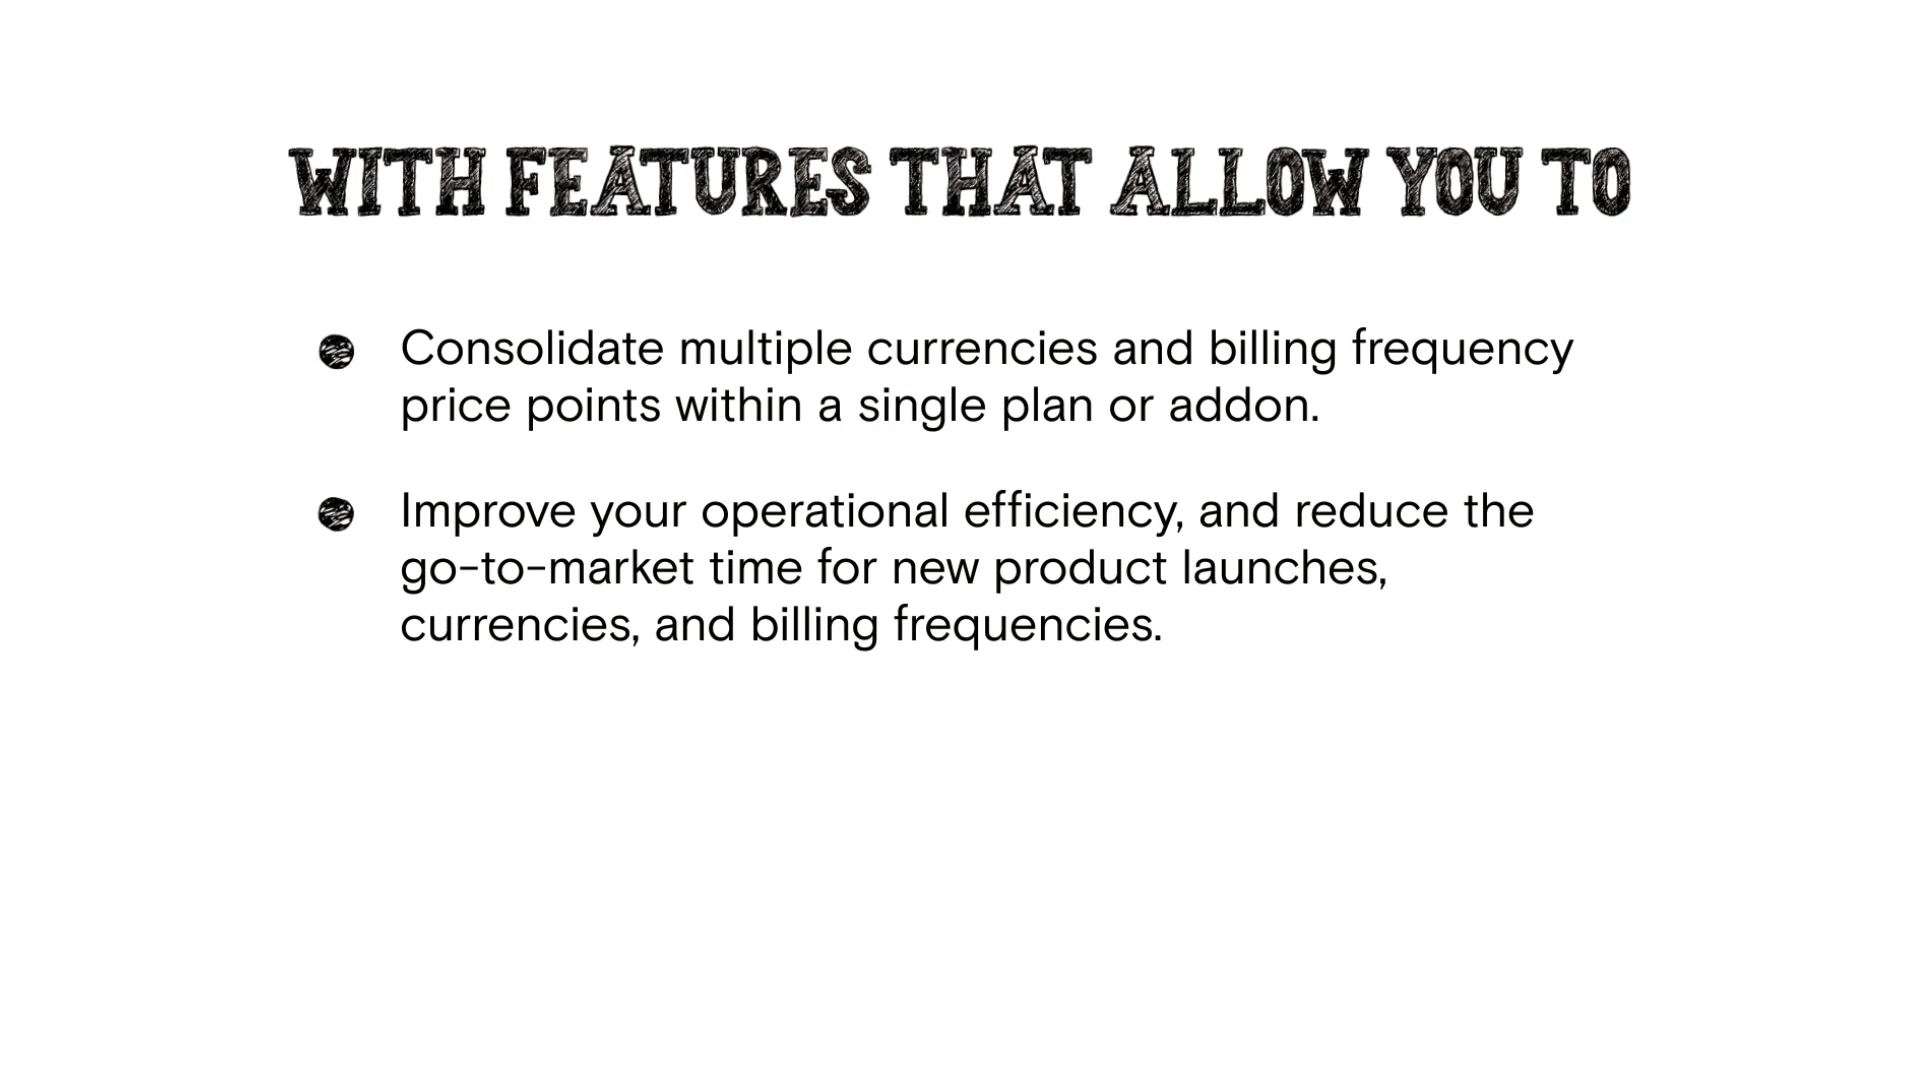 WITH FEATURES THAT ALLOW YOU TO
Consolidate multiple currencies and billing frequency
price points within a single plan or addon.
Improve your operational efficiency, and reduce the
go-to-market time for new product launches,
currencies, and billing frequencies.